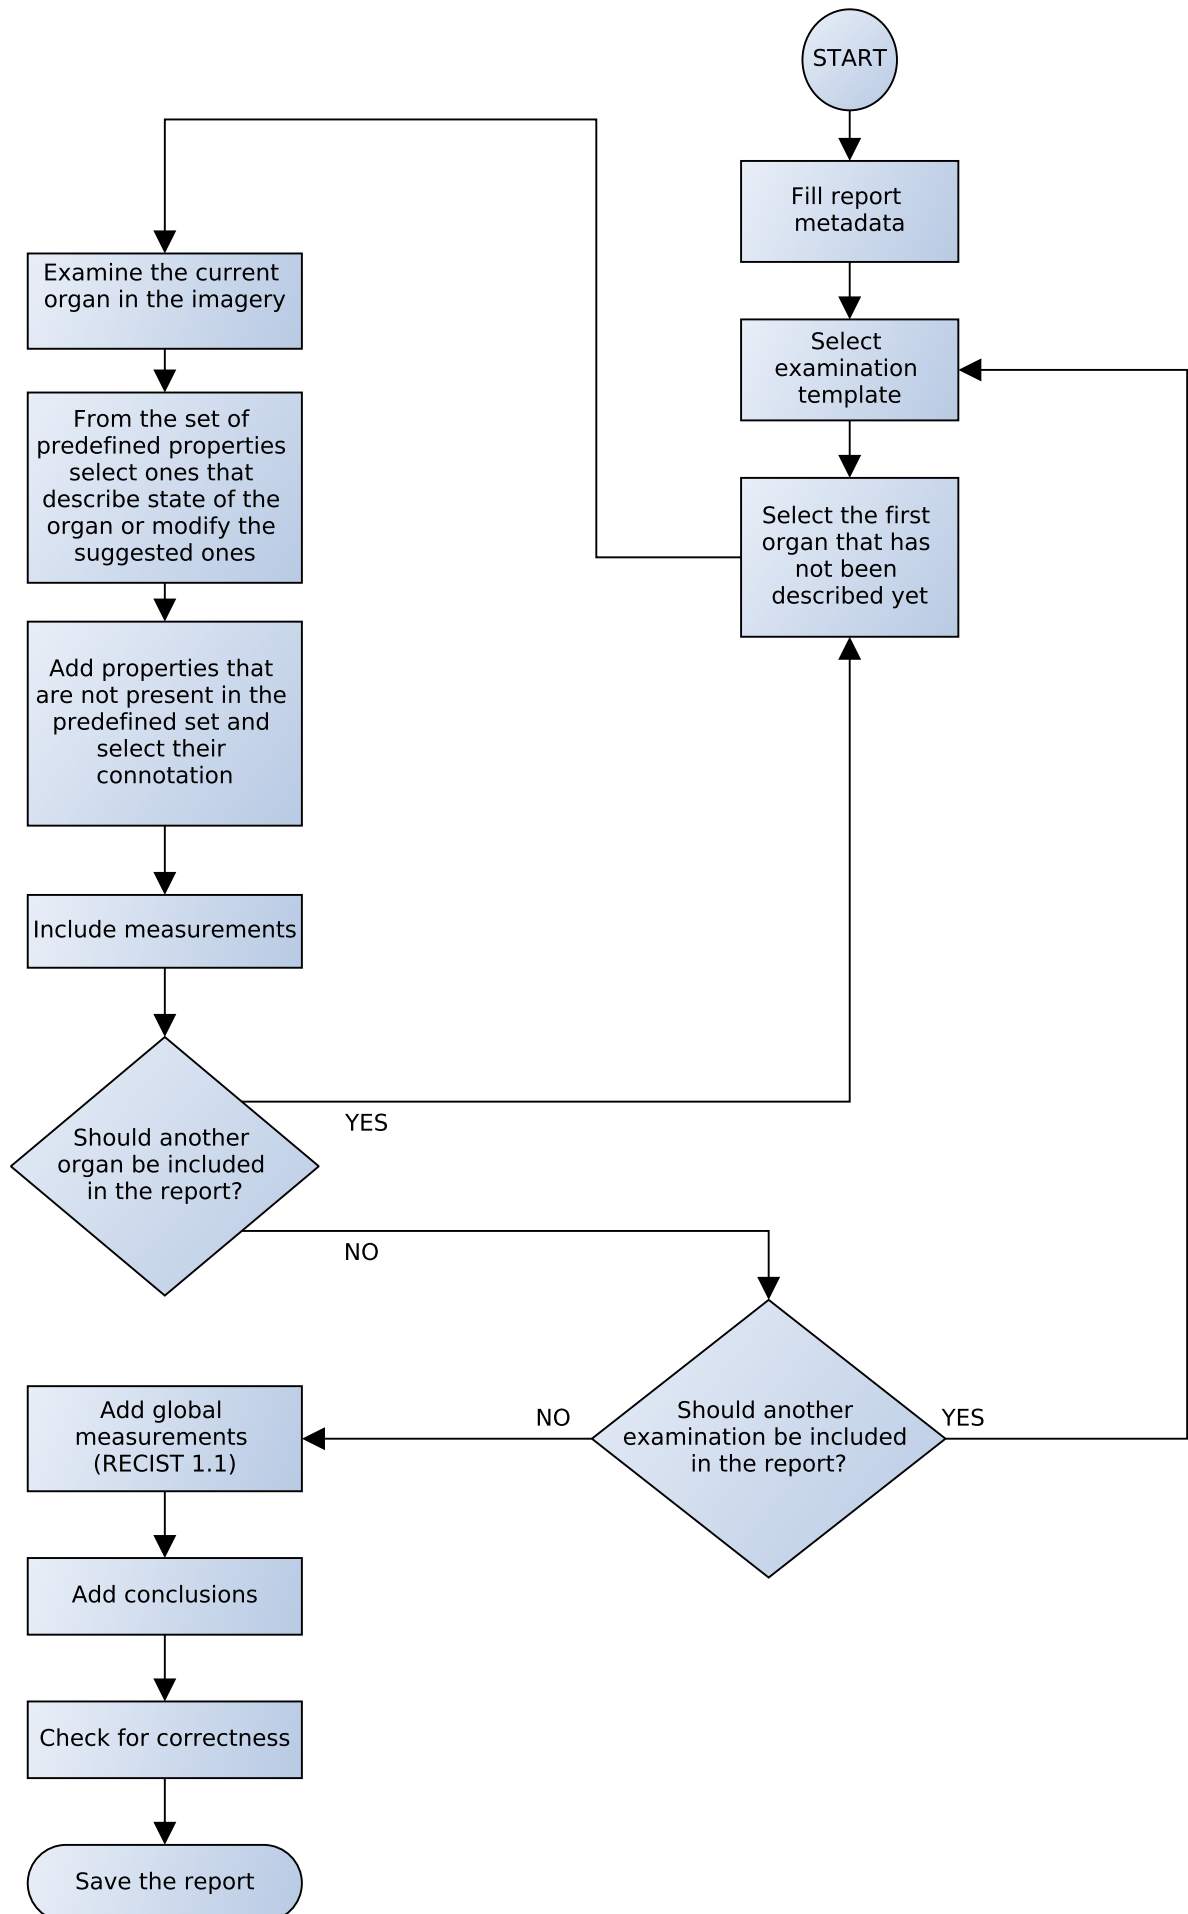 START
Fill report
metadata
Select
examination
template
Select the first
organ that has
not been
described yet
Examine the current
organ in the imagery
From the set of
predefined properties
select ones that
describe state of the
organ or modify the
suggested ones
Add properties that
are not present in the
predefined set and
select their
connotation
Include measurements
Should another
organ be included
in the report?
YES
NO
Should another
examination be included
in the report?
YES
NO
Add global
measurements
(RECIST 1.1)
Add conclusions
Check for correctness
Save the report